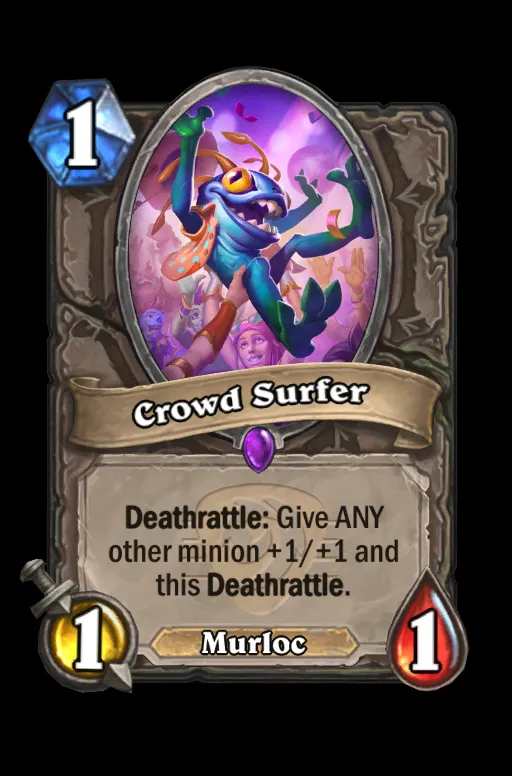 1
Crowd Surfer
Deathrattle: Give ANY
other minion +1/+1 and
this Deathrattle.
1
Murloc
1